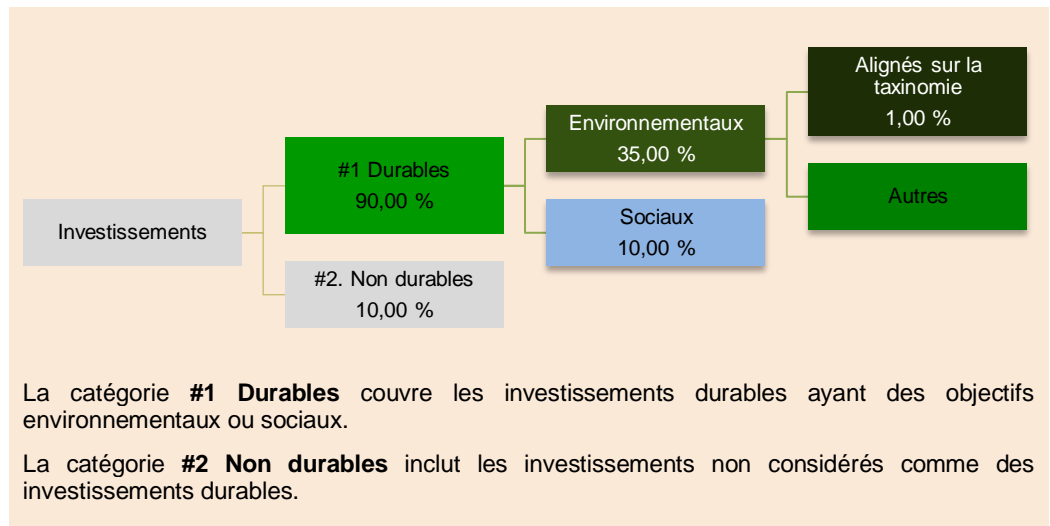 Investissements
#1 Durables
90,00 %
#2. Non durables
10,00 %
Environnementaux
35,00 %
Sociaux
10,00 %
Alignés sur la
taxinomie
1,00 %
Autres
La catégorie #1 Durables couvre les investissements durables ayant des objectifs
environnementaux ou sociaux.
La catégorie #2 Non durables inclut les investissements non considérés comme des
investissements durables.